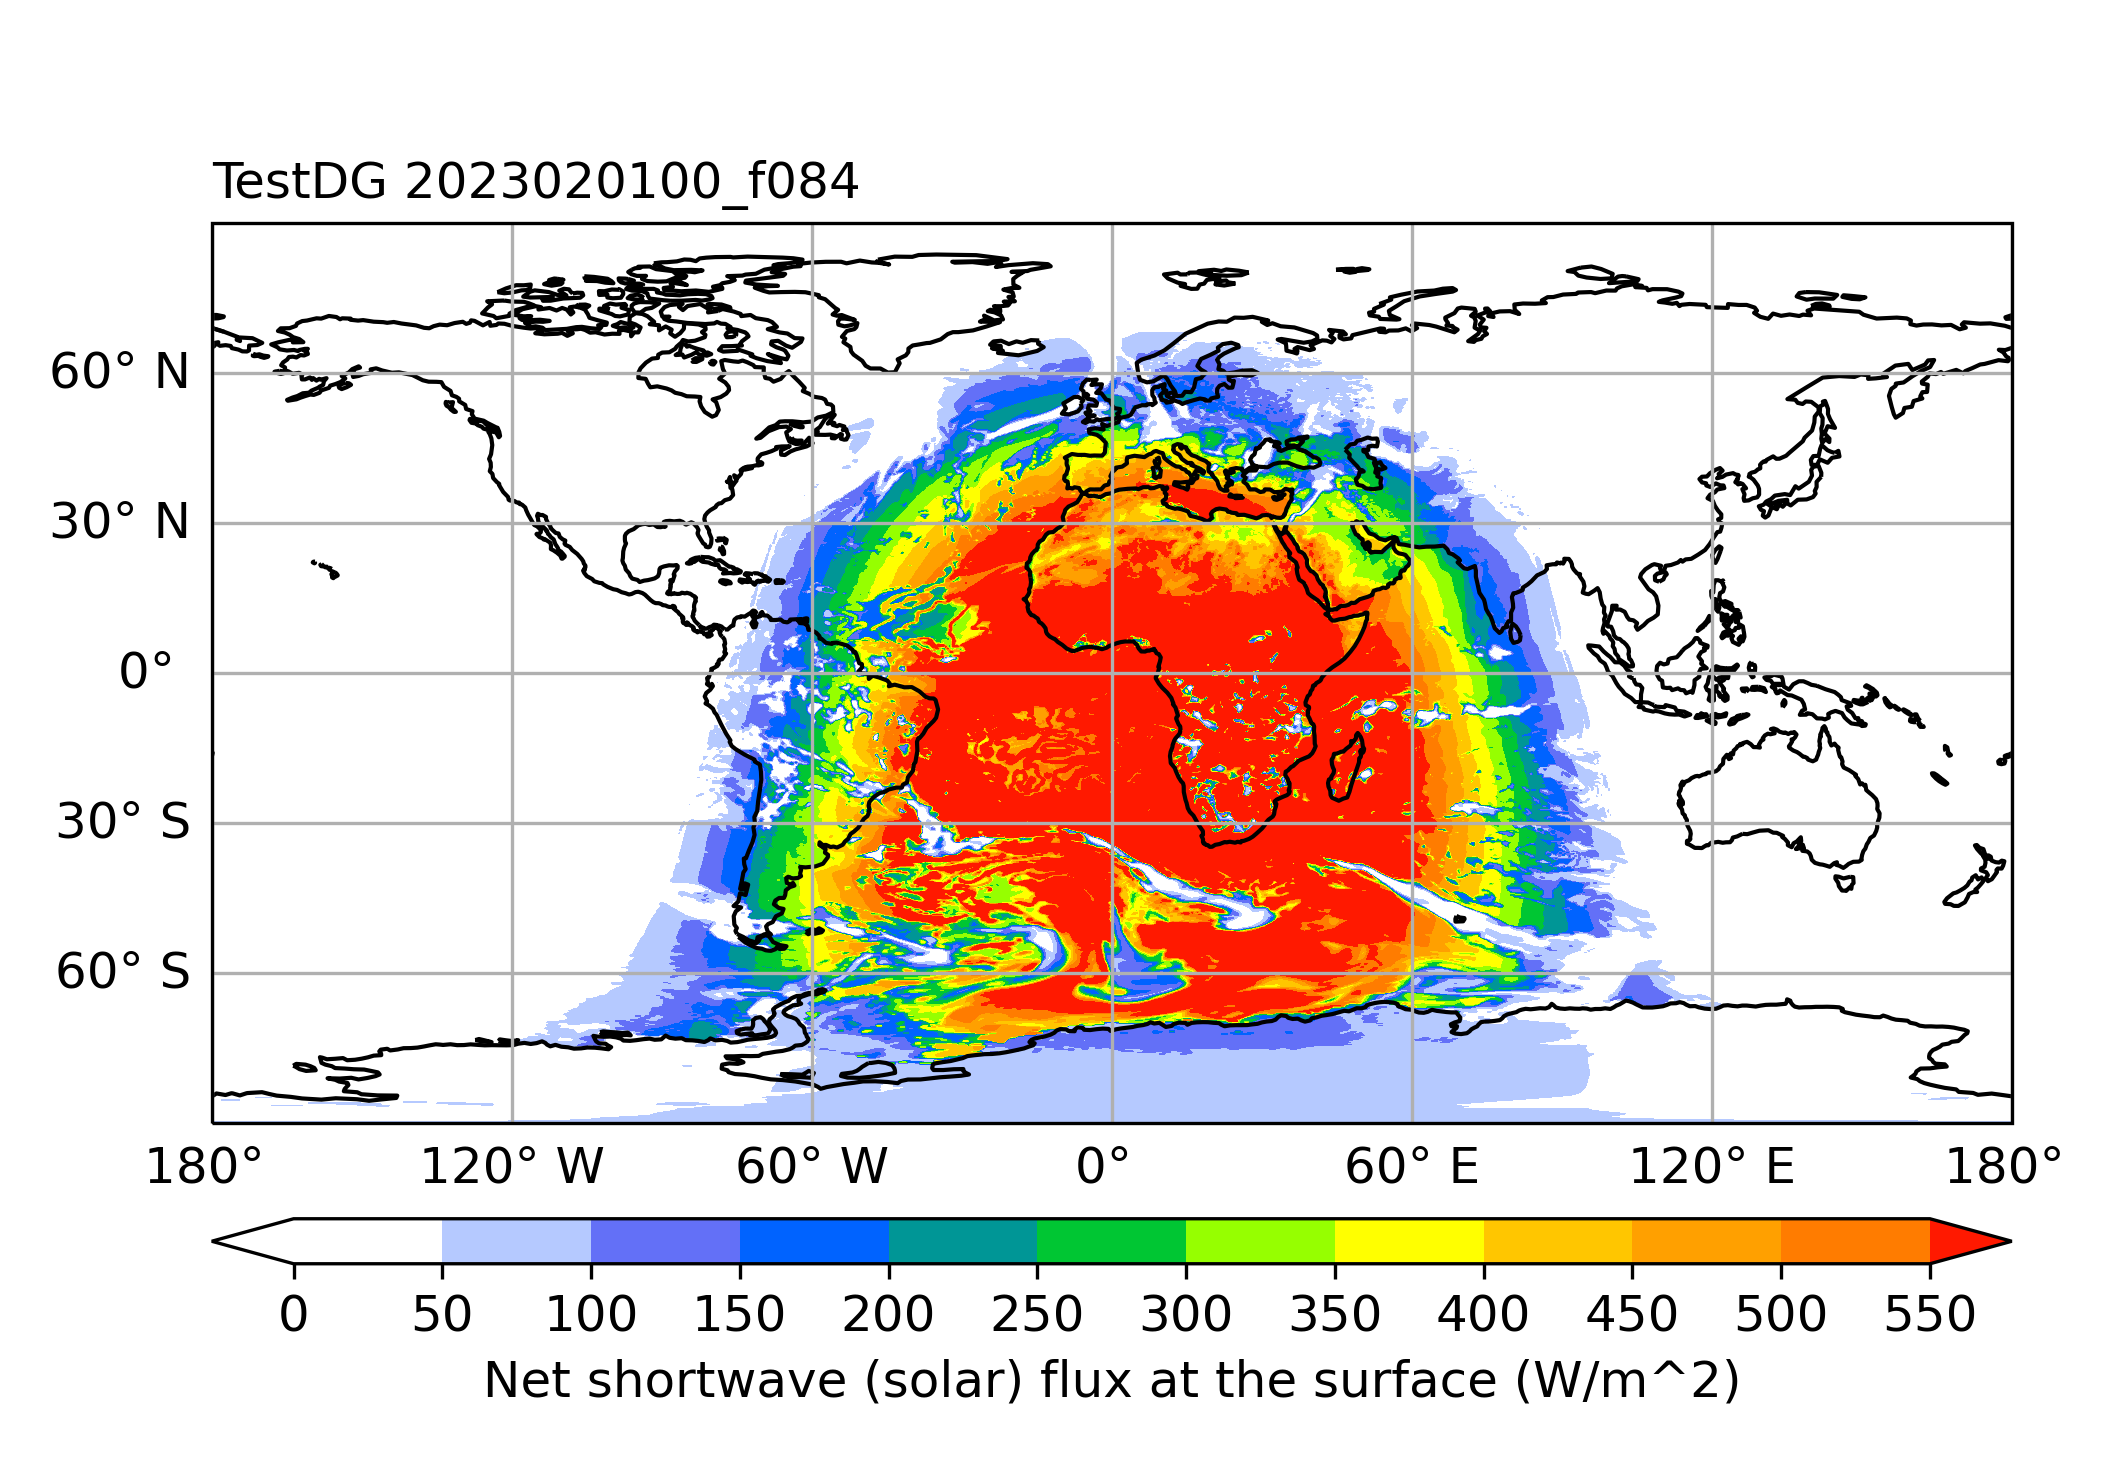 TestDG 2023020100_f084
60° N
30° N
0°
30° S
60° S
180° 120° W 60° W 0° 60° E 120° E 180°
0 50 100 150 200 250 300 350 400 450 500 550
Net shortwave (solar) flux at the surface (W/m^2)